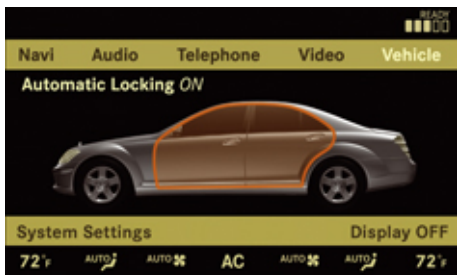 READY
Navi Audio Telephone Video Vehicle
Automatic Locking ON
System Settings Display OFF
72°F AUTO AUTO AC AUTO AUTO 72°F